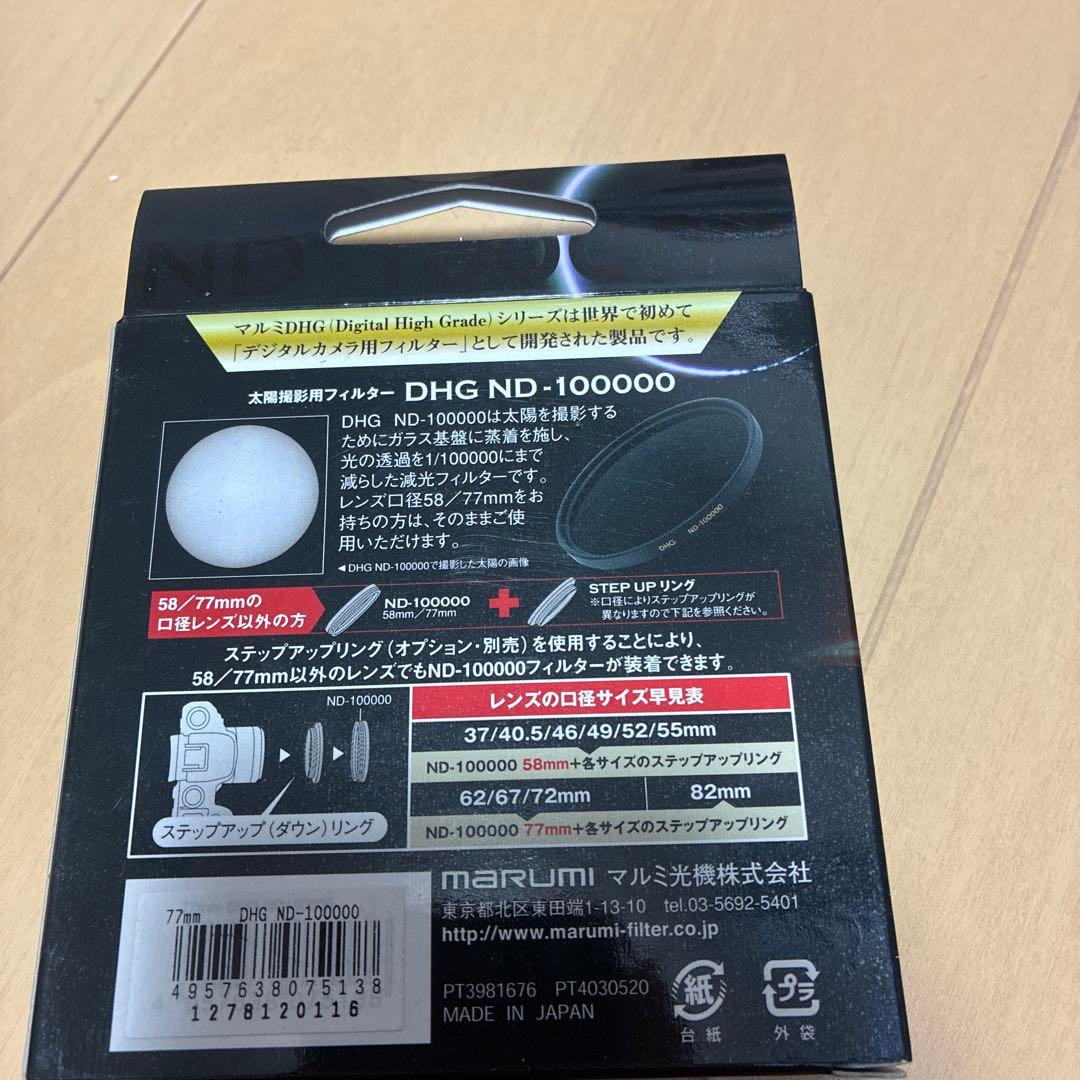 マルミDHG(Digital High Grade)シリーズは世界で初めて
「デジタルカメラ用フィルター」として開発された製品です。
太陽撮影用フィルター DHG ND-100000
DHG ND-100000は太陽を撮影する
ためにガラス基盤に蒸着を施し、
光の透過を1/100000にまで
減らした減光フィルターです。
レンズ口径58/77mmをお
持ちの方は、そのままご使
用いただけます。
◀DHG ND-100000で撮影した太陽の画像
DHG ND-100000
58/77mmの
口径レンズ以外の方
ND-100000
58mm/77mm
STEP UP リング
※口径によりステップアップリングが
異なりますので下記を参照ください。
ステップアップリング(オプション・別売)を使用することにより、
58/77mm以外のレンズでもND-100000フィルターが装着できます。
ND-100000
ステップアップ(ダウン)リング
レンズの口径サイズ早見表
37/40.5/46/49/52/55mm
ND-100000 58mm+各サイズのステップアップリング
62/67/72mm 82mm
ND-100000 77mm+各サイズのステップアップリング
marumi マルミ光機株式会社
東京都北区東田端1-13-10 tel.03-5692-5401
http://www.marumi-filter.co.jp
77mm DHG ND-100000
4957638075138
1278120116
PT3981676 PT4030520
MADE IN JAPAN
紙
台紙
プラ
外袋